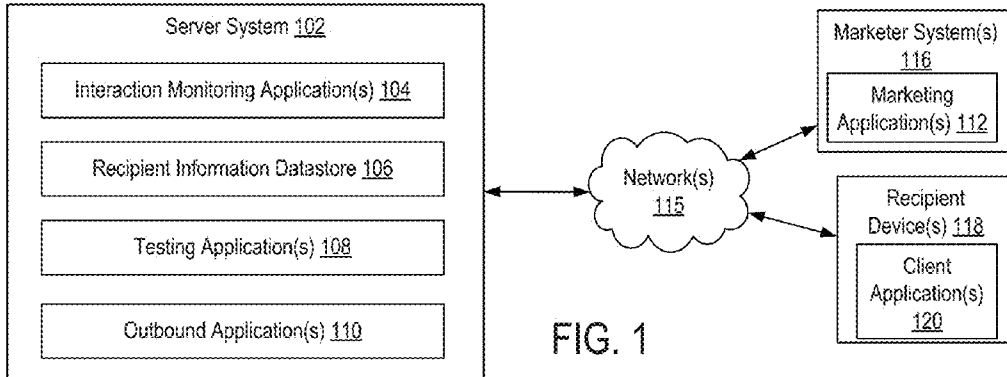 Server System 102
Interaction Monitoring Application(s) 104
Recipient Information Datastore 106
Testing Application(s) 108
Outbound Application(s) 110
Network(s)
115
Marketer System(s)
116
Marketing
Application(s) 112
Recipient
Device(s) 118
Client
Application(s)
120
FIG. 1